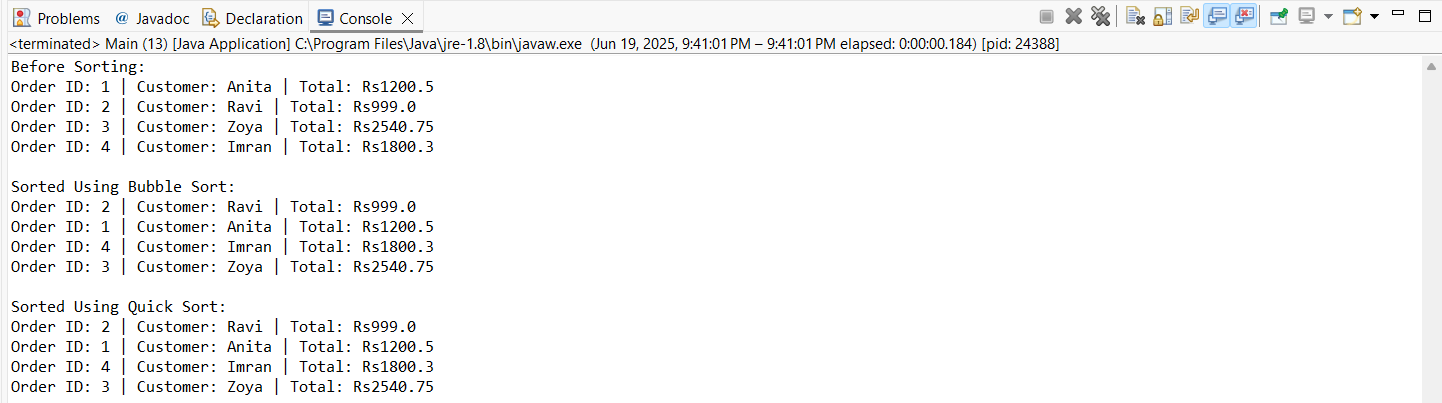 Problems @ Javadoc Declaration Console
<terminated> Main (13) [Java Application] C:\Program Files\Java\jre-1.8\bin\javaw.exe (Jun 19, 2025, 9:41:01 PM – 9:41:01 PM elapsed: 0:00:00.184) [pid: 24388]
Before Sorting:
Order ID: 1 | Customer: Anita | Total: Rs1200.5
Order ID: 2 | Customer: Ravi | Total: Rs999.0
Order ID: 3 | Customer: Zoya | Total: Rs2540.75
Order ID: 4 | Customer: Imran | Total: Rs1800.3
Sorted Using Bubble Sort:
Order ID: 2 | Customer: Ravi | Total: Rs999.0
Order ID: 1 | Customer: Anita | Total: Rs1200.5
Order ID: 4 | Customer: Imran | Total: Rs1800.3
Order ID: 3 | Customer: Zoya | Total: Rs2540.75
Sorted Using Quick Sort:
Order ID: 2 | Customer: Ravi | Total: Rs999.0
Order ID: 1 | Customer: Anita | Total: Rs1200.5
Order ID: 4 | Customer: Imran | Total: Rs1800.3
Order ID: 3 | Customer: Zoya | Total: Rs2540.75